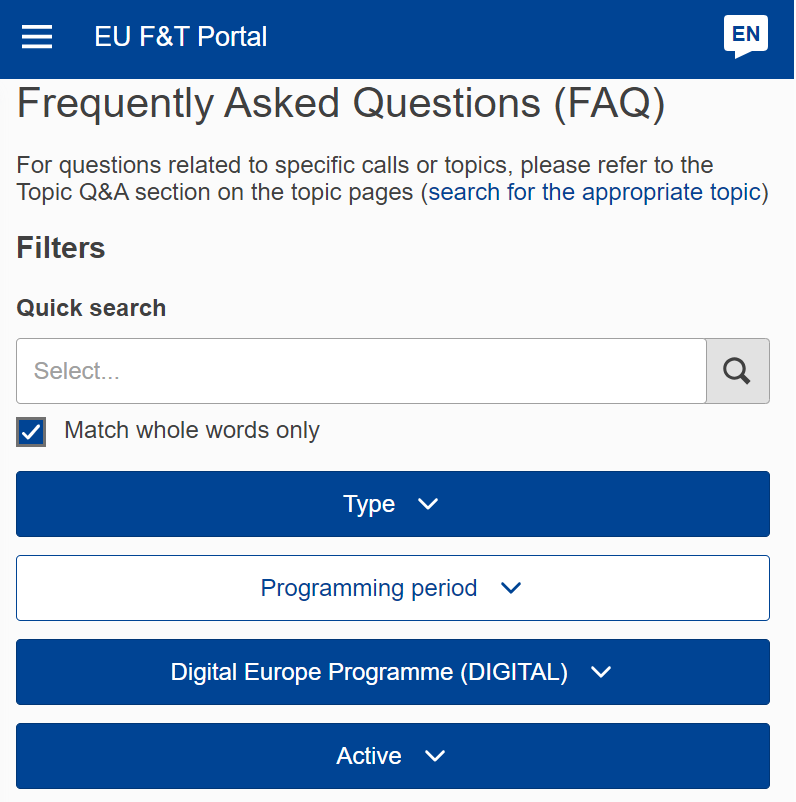 EU F&T Portal
EN
Frequently Asked Questions (FAQ)
For questions related to specific calls or topics, please refer to the
Topic Q&A section on the topic pages (search for the appropriate topic)
Filters
Quick search
Select...
Match whole words only
Type
Programming period
Digital Europe Programme (DIGITAL)
Active